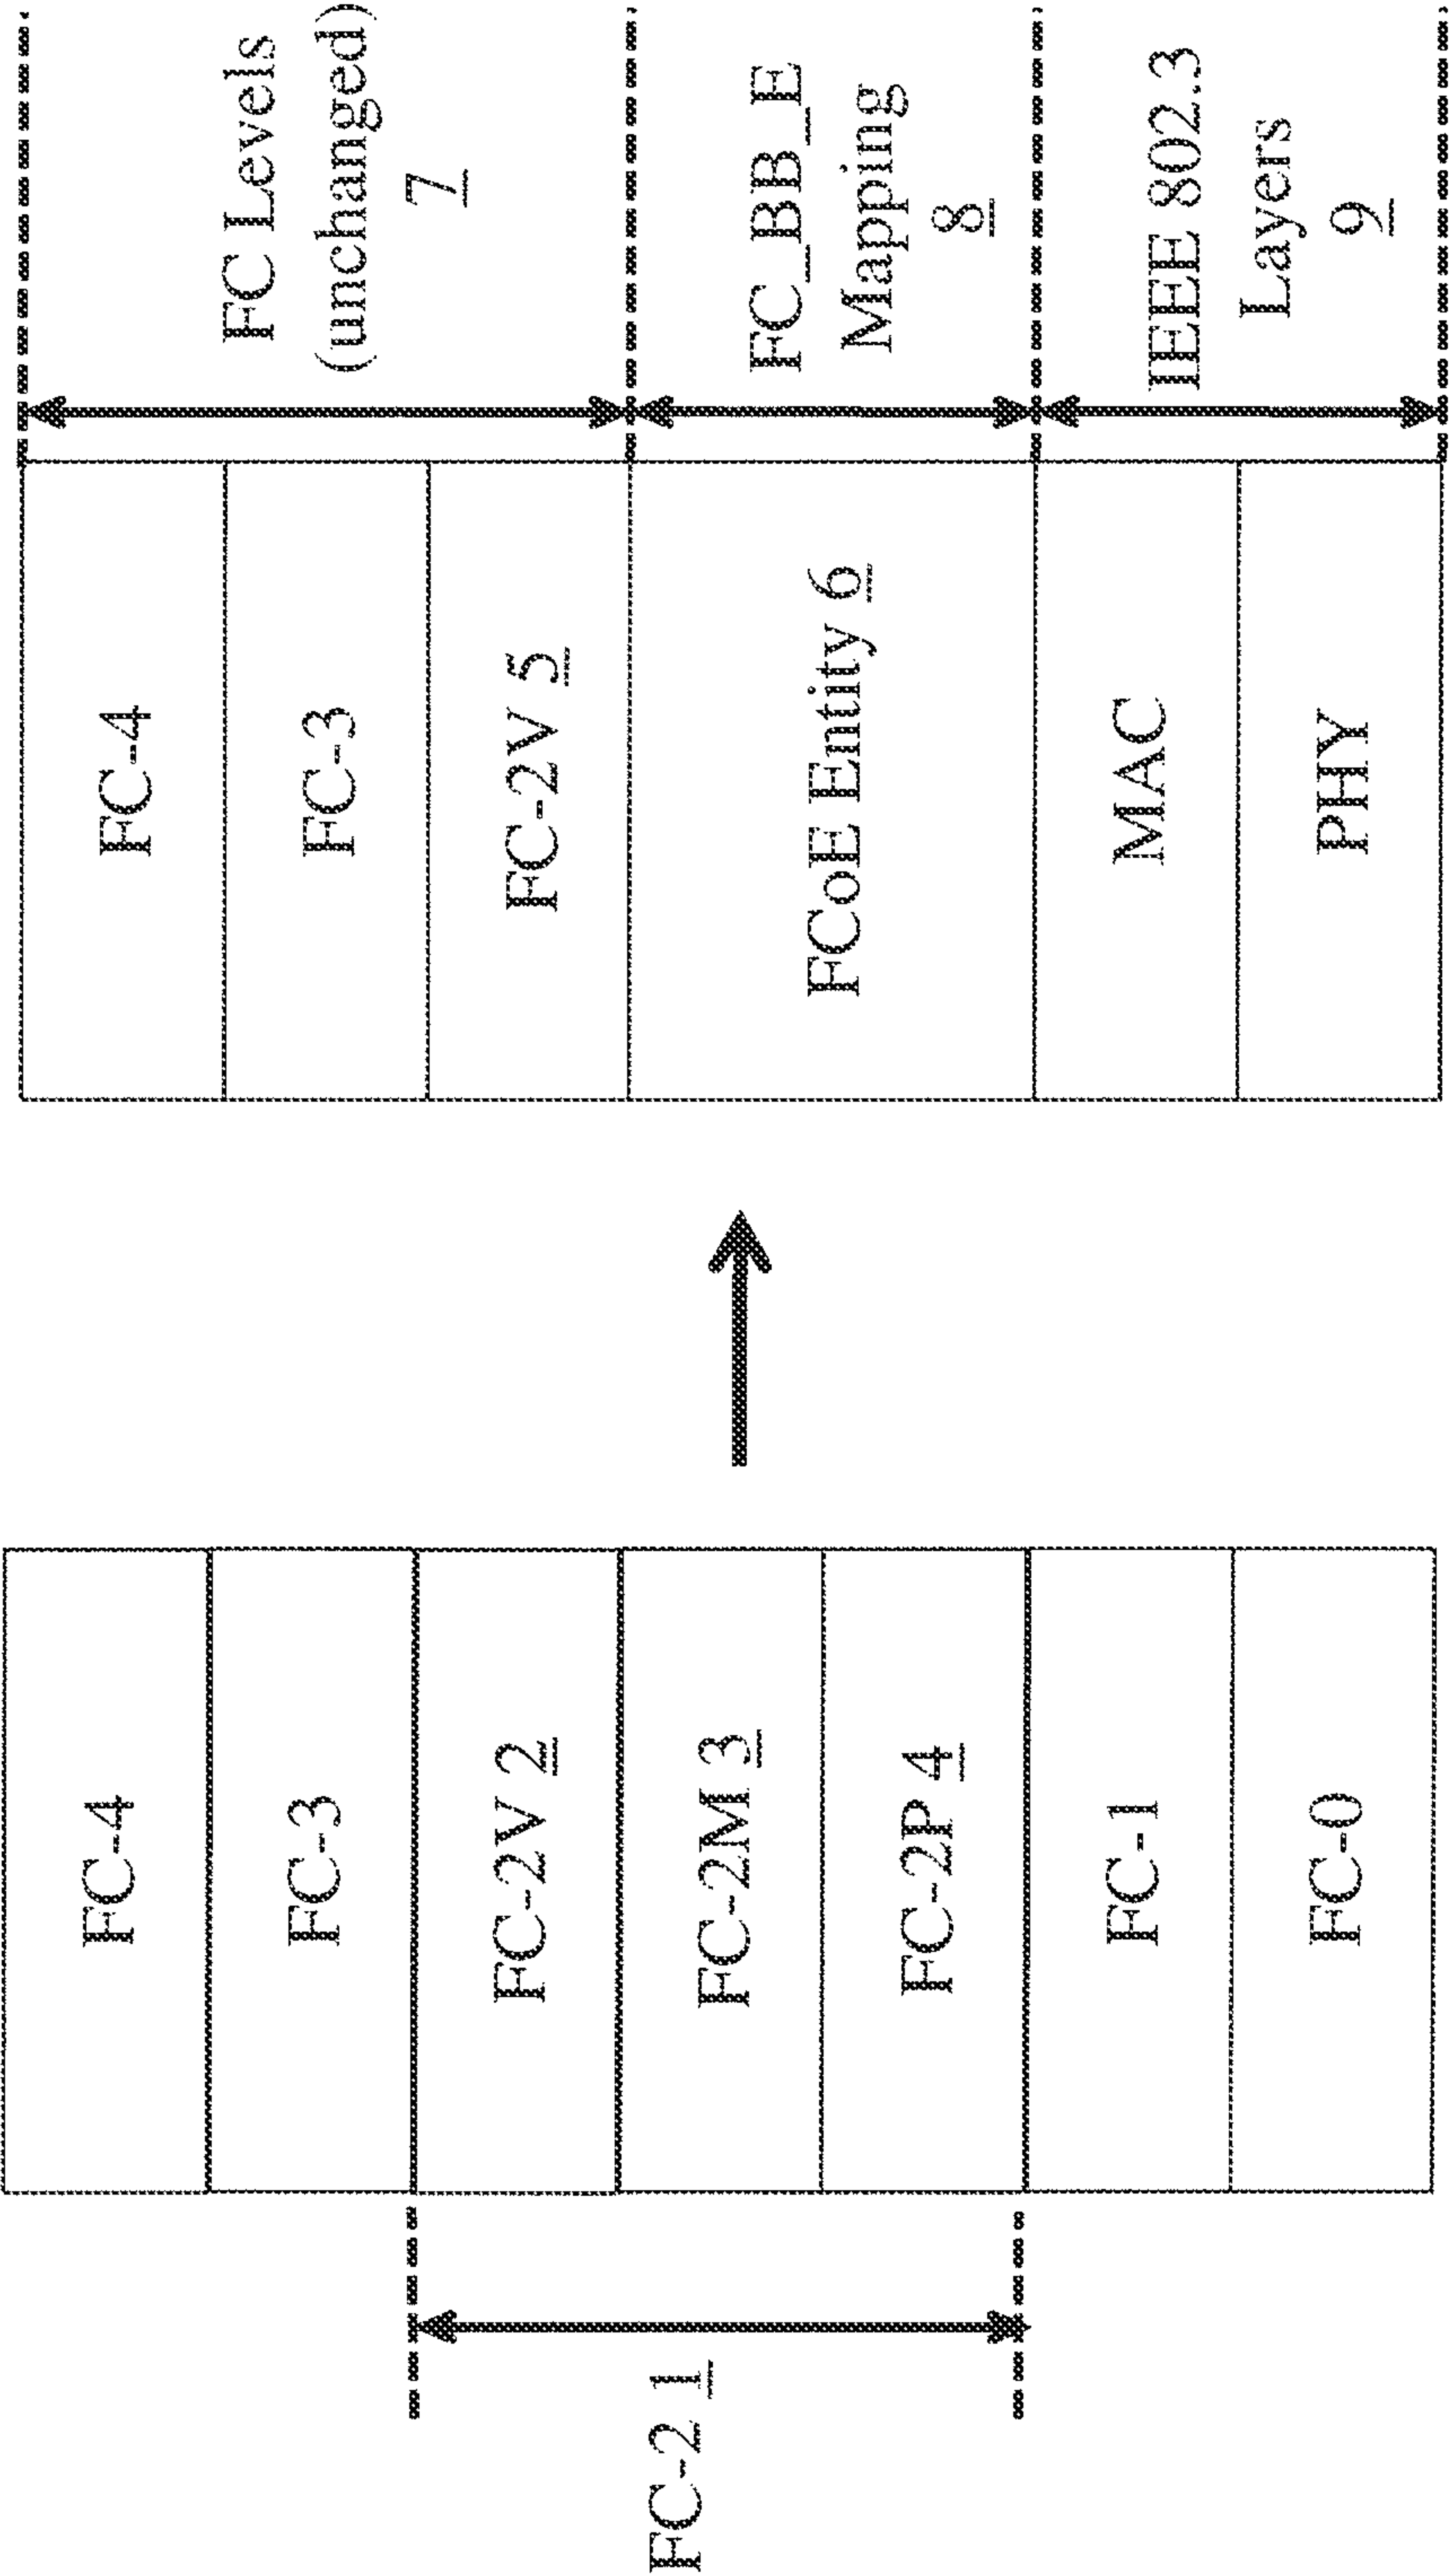 FC-2 1
FC-4
FC-3
FC-2V 2
FC-2M 3
FC-2P 4
FC-1
FC-0
FC-4
FC-3
FC-2V 5
FCoE Entity 6
MAC
PHY
FC Levels
(unchanged)
7
FC_BB_E
Mapping
8
IEEE 802.3
Layers
9